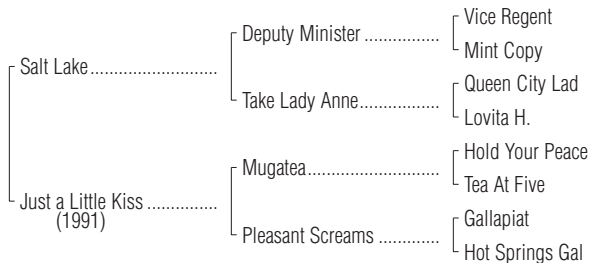 Vice Regent
Deputy Minister ................
Mint Copy
Salt Lake...........................
Queen City Lad
Take Lady Anne.................
Lovita H.
Hold Your Peace
Mugatea............................
Tea At Five
Just a Little Kiss ...............
(1991)
Gallapiat
Pleasant Screams .............
Hot Springs Gal